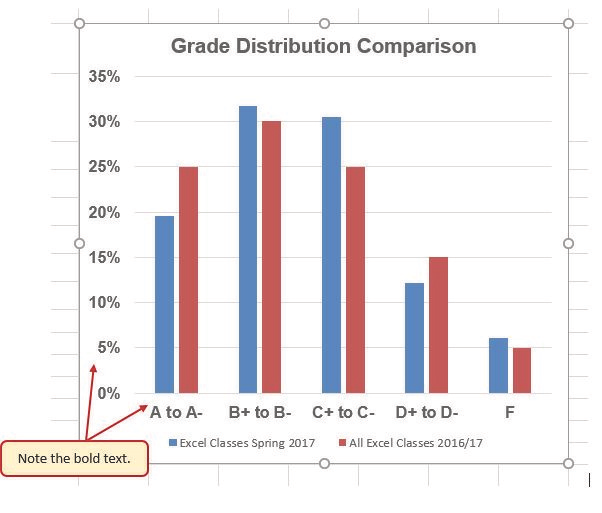 Grade Distribution Comparison
35%
30%
25%
20%
15%
10%
5%
0%
A to A- B+ to B- C+ to C- D+ to D- F
Excel Classes Spring 2017 All Excel Classes 2016/17
Note the bold text.